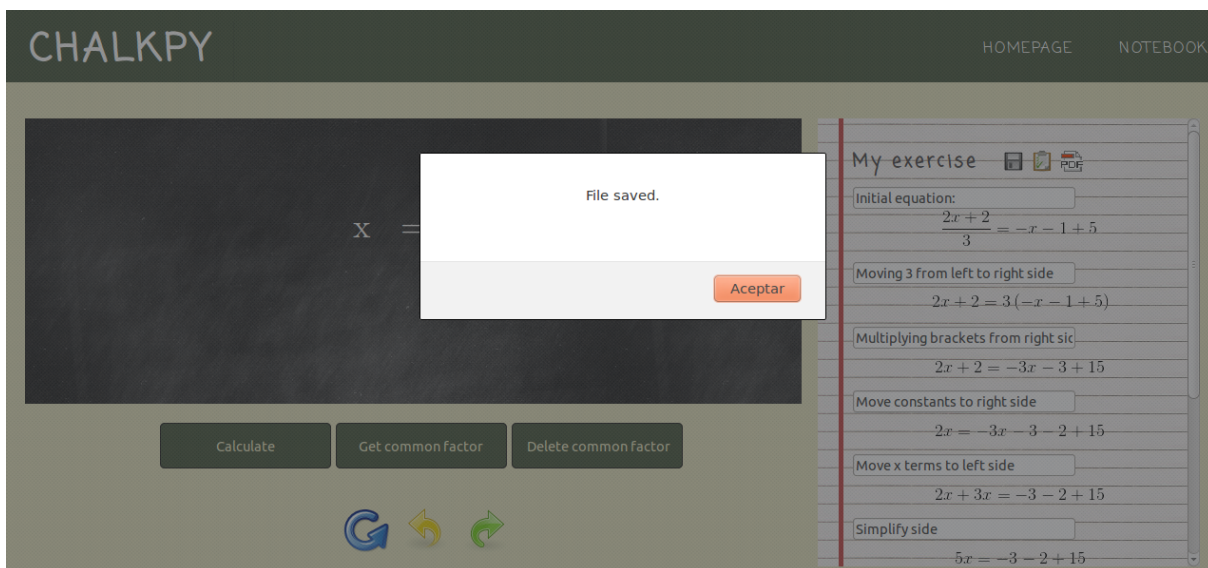 CHALKPY
HOMEPAGE NOTEBOOK
x =
File saved.
Aceptar
Calculate
Get common factor
Delete common factor
My exercise
PDF
Initial equation:
\frac{2x + 2}{3} = -x - 1 + 5
Moving 3 from left to right side
2x + 2 = 3 (-x - 1 + 5)
Multiplying brackets from right sid
2x + 2 = -3x - 3 + 15
Move constants to right side
2x = -3x - 3 - 2 + 15
Move x terms to left side
2x + 3x = -3 - 2 + 15
Simplify side
5x = -3 - 2 + 15